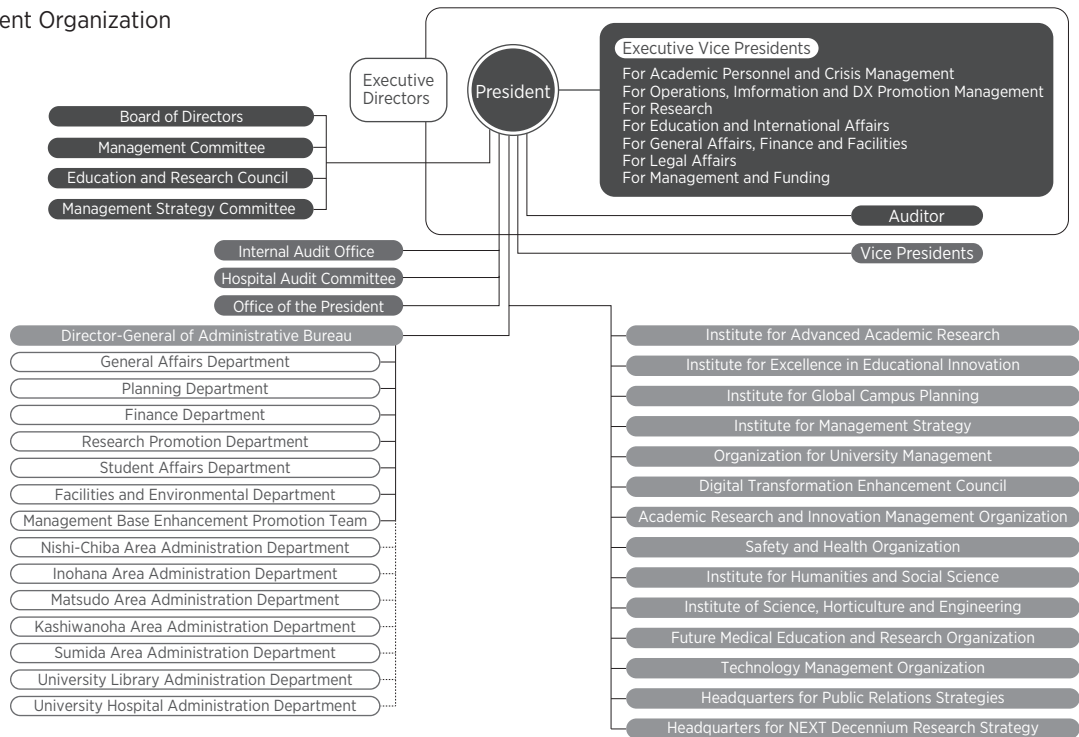 ent Organization
Executive
Directors
President
Executive Vice Presidents
For Academic Personnel and Crisis Management
For Operations, Imformation and DX Promotion Management
For Research
For Education and International Affairs
For General Affairs, Finance and Facilities
For Legal Affairs
For Management and Funding
Board of Directors
Management Committee
Education and Research Council
Management Strategy Committee
Auditor
Vice Presidents
Internal Audit Office
Hospital Audit Committee
Office of the President
Director-General of Administrative Bureau
General Affairs Department
Planning Department
Finance Department
Research Promotion Department
Student Affairs Department
Facilities and Environmental Department
Management Base Enhancement Promotion Team
Nishi-Chiba Area Administration Department
Inohana Area Administration Department
Matsudo Area Administration Department
Kashiwanoha Area Administration Department
Sumida Area Administration Department
University Library Administration Department
University Hospital Administration Department
Institute for Advanced Academic Research
Institute for Excellence in Educational Innovation
Institute for Global Campus Planning
Institute for Management Strategy
Organization for University Management
Digital Transformation Enhancement Council
Academic Research and Innovation Management Organization
Safety and Health Organization
Institute for Humanities and Social Science
Institute of Science, Horticulture and Engineering
Future Medical Education and Research Organization
Technology Management Organization
Headquarters for Public Relations Strategies
Headquarters for NEXT Decennium Research Strategy